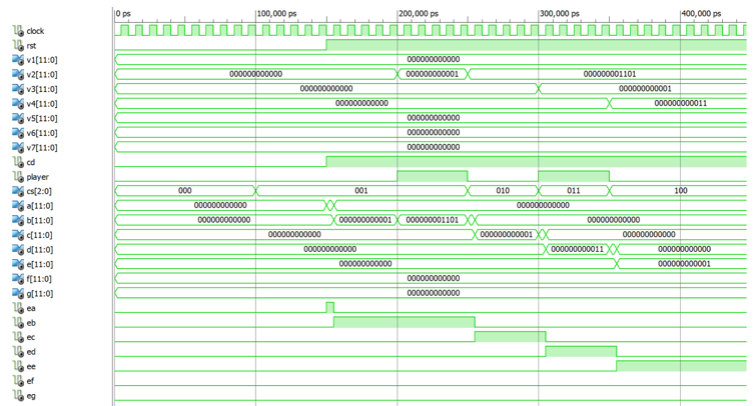 0 ps 100,000 ps 200,000 ps 300,000 ps 400,000 ps
clock
rst
v1[11:0] 000000000000
v2[11:0] 000000000000 000000000001 000000001101
v3[11:0] 000000000000 000000000001
v4[11:0] 000000000000 000000000011
v5[11:0] 000000000000
v6[11:0] 000000000000
v7[11:0] 000000000000
cd
player
cs[2:0] 000 001 010 011 100
a[11:0] 000000000000 000000000000
b[11:0] 000000000000 000000000001 000000001101 000000000000
c[11:0] 000000000000 000000000001 000000000000
d[11:0] 000000000000 000000000011 000000000000
e[11:0] 000000000000 000000000001
f[11:0] 000000000000
g[11:0] 000000000000
ea
eb
ec
ed
ee
ef
eg